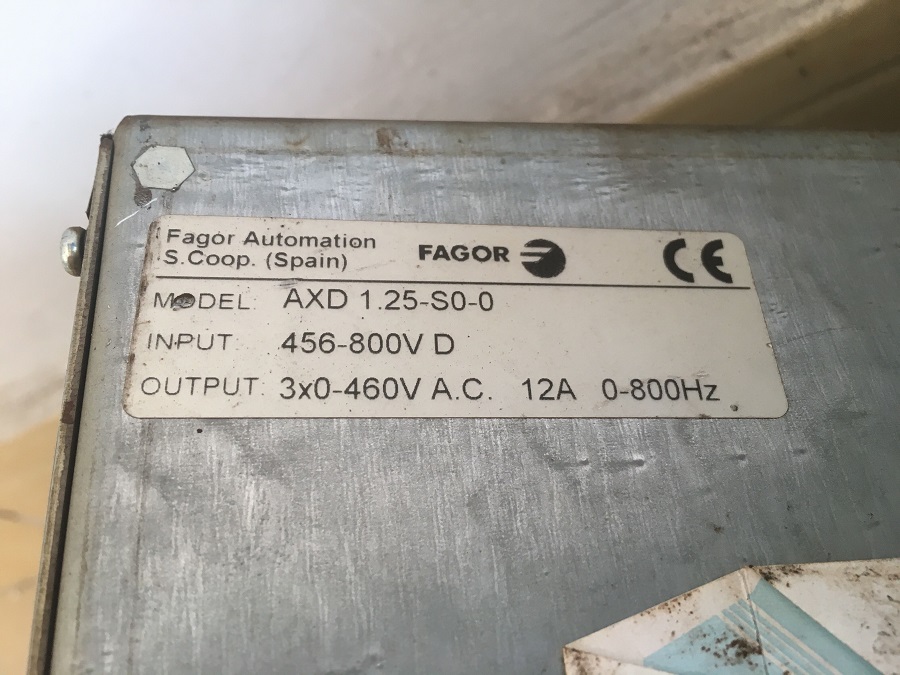 Fagor Automation
S.Coop. (Spain)
FAGOR
CE
MODEL: AXD 1.25-S0-0
INPUT: 456-800V D
OUTPUT: 3x0-460V A.C. 12A 0-800Hz